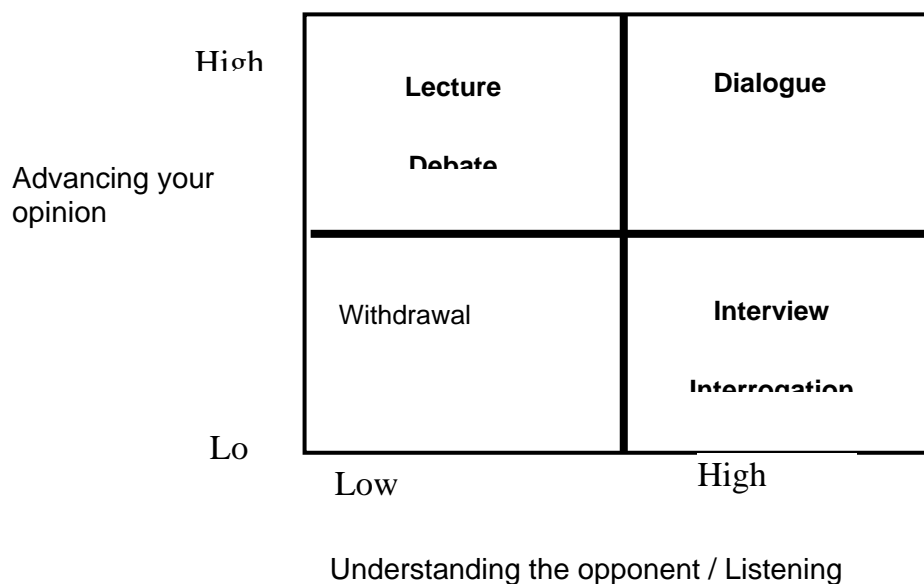 High
Lecture
Dialogue
Debate
Advancing your
opinion
Withdrawal
Interview
Interrogation
Lo
Low
High
Understanding the opponent / Listening